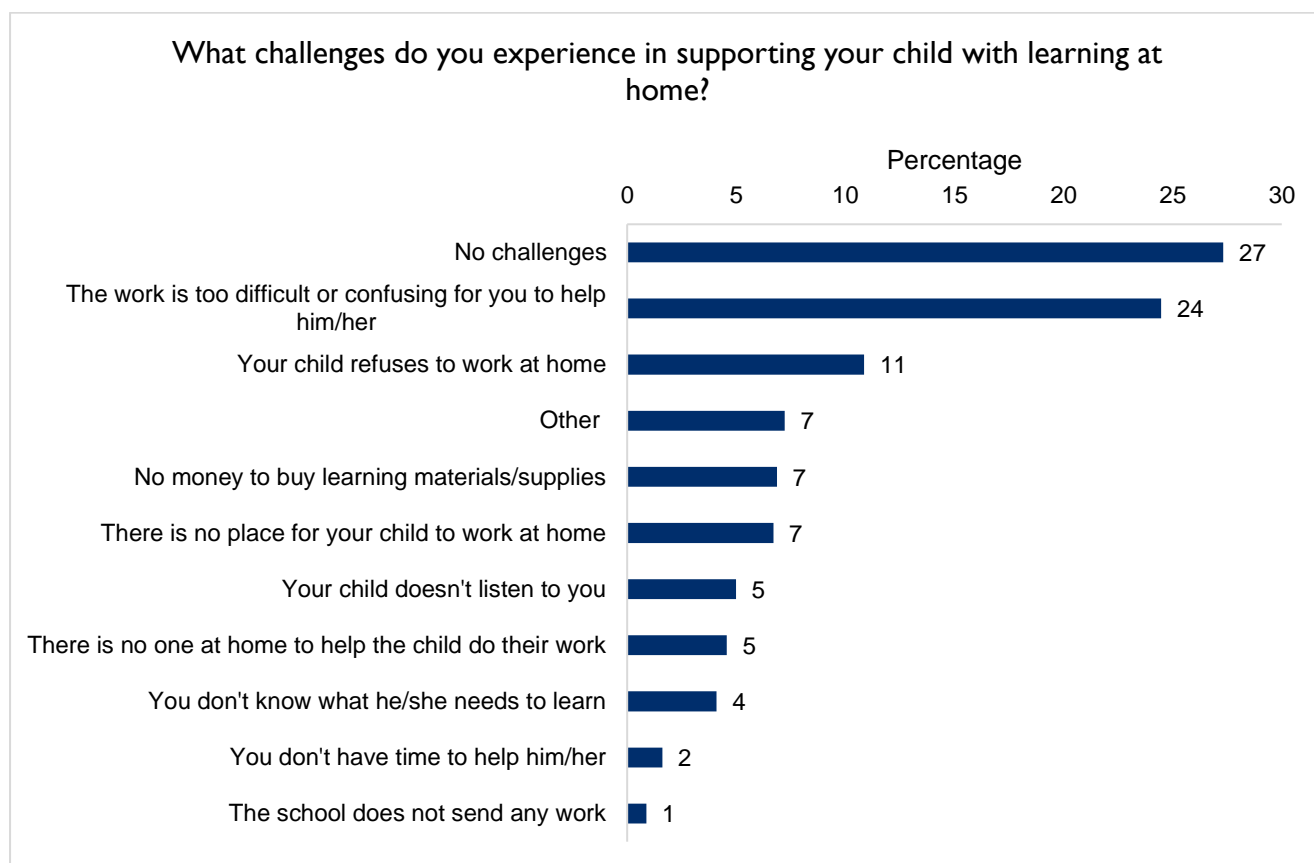 What challenges do you experience in supporting your child with learning at
home?
Percentage
0 5 10 15 20 25 30
No challenges 27
The work is too difficult or confusing for you to help
him/her 24
Your child refuses to work at home 11
Other 7
No money to buy learning materials/supplies 7
There is no place for your child to work at home 7
Your child doesn't listen to you 5
There is no one at home to help the child do their work 5
You don't know what he/she needs to learn 4
You don't have time to help him/her 2
The school does not send any work 1